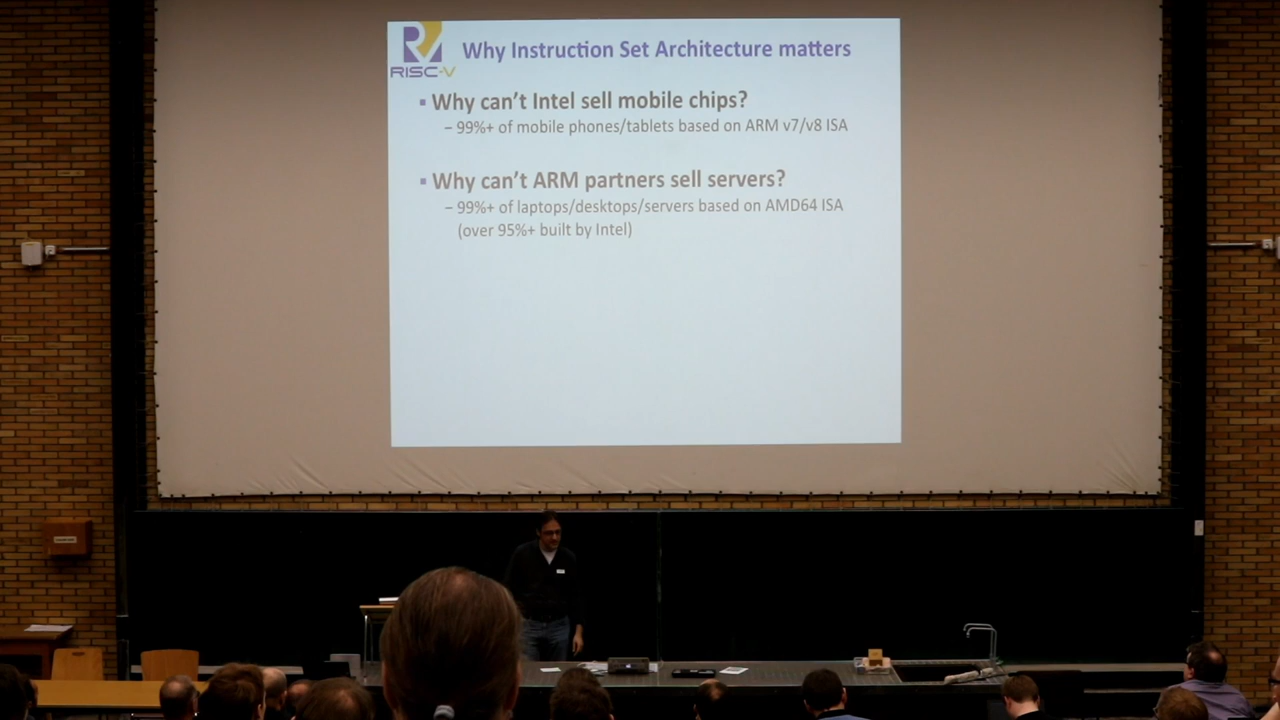 RISC-V
Why Instruction Set Architecture matters
▪ Why can't Intel sell mobile chips?
– 99%+ of mobile phones/tablets based on ARM v7/v8 ISA
▪ Why can't ARM partners sell servers?
– 99%+ of laptops/desktops/servers based on AMD64 ISA
(over 95%+ built by Intel)